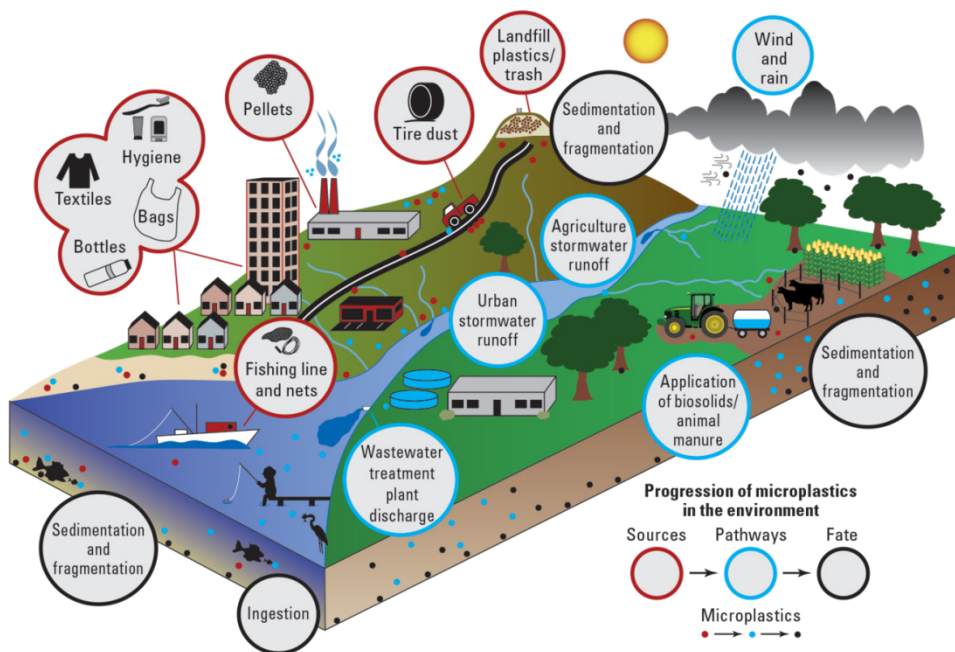 Landfill
plastics/
trash
Wind
and
rain
Pellets
Tire dust
Sedimentation
and
fragmentation
Hygiene
Textiles
Bags
Bottles
Agriculture
stormwater
runoff
Urban
stormwater
runoff
Fishing line
and nets
Sedimentation
and
fragmentation
Application
of biosolids/
animal
manure
Wastewater
treatment
plant
discharge
Sedimentation
and
fragmentation
Ingestion
Progression of microplastics
in the environment
Sources Pathways Fate
Microplastics